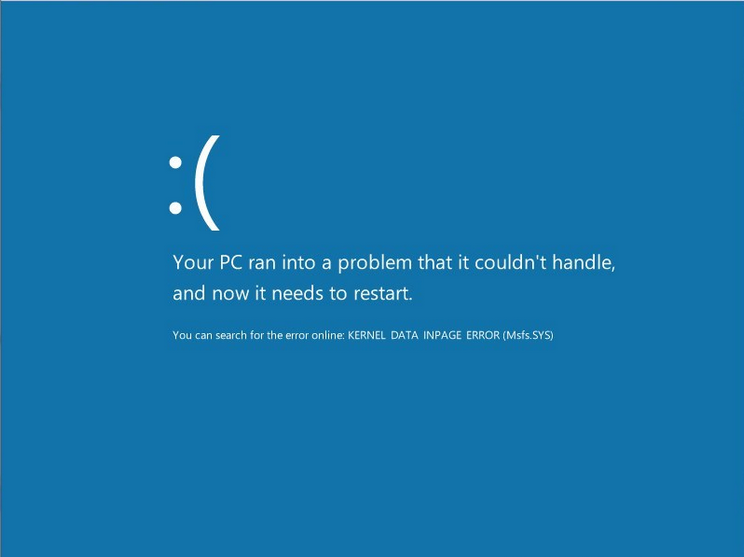 :(
Your PC ran into a problem that it couldn't handle,
and now it needs to restart.
You can search for the error online: KERNEL DATA INPAGE ERROR (Msfs.SYS)